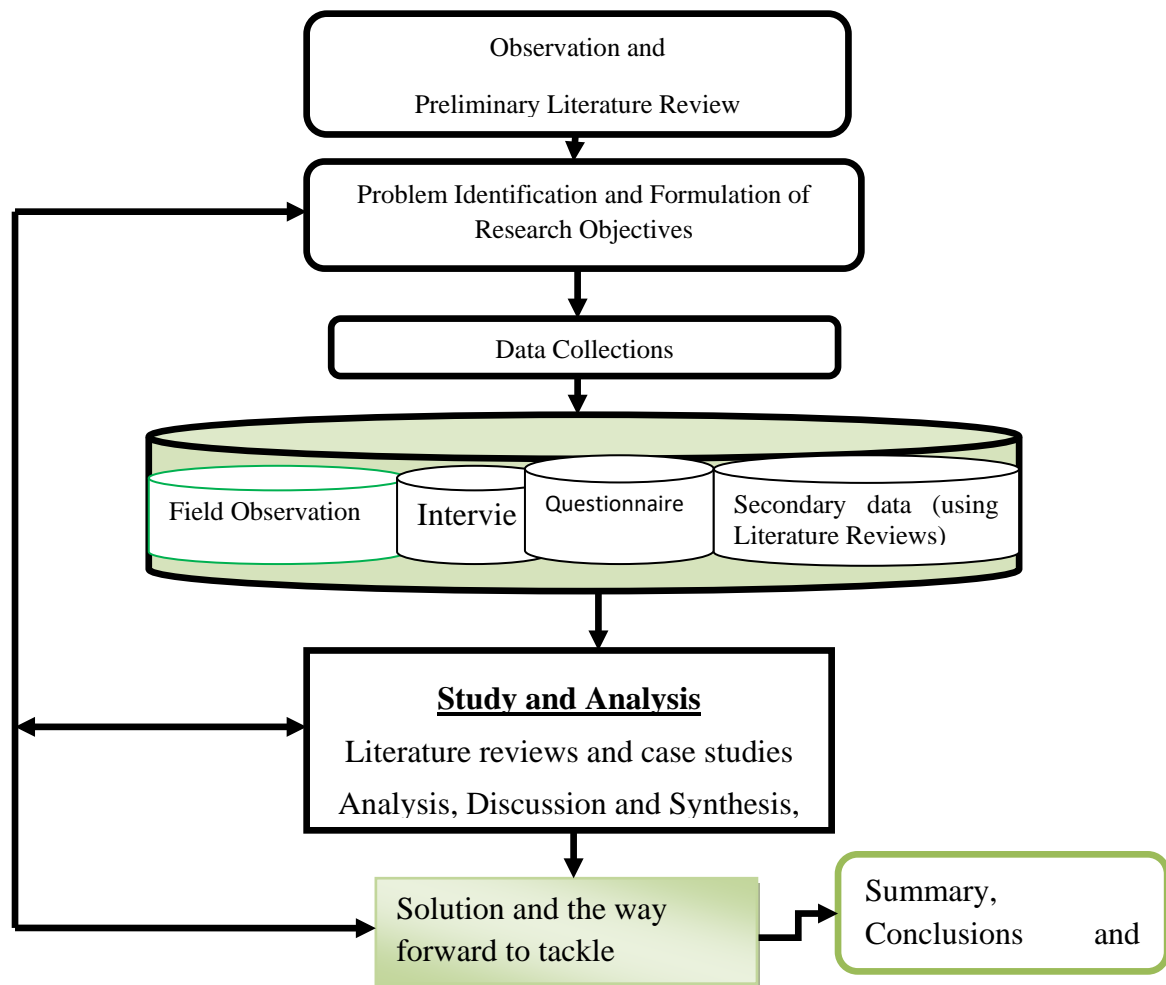 Observation and
Preliminary Literature Review
Problem Identification and Formulation of
Research Objectives
Data Collections
Field Observation
Intervie
Questionnaire
Secondary data (using
Literature Reviews)
Study and Analysis
Literature reviews and case studies
Analysis, Discussion and Synthesis,
Solution and the way
forward to tackle
Summary,
Conclusions and